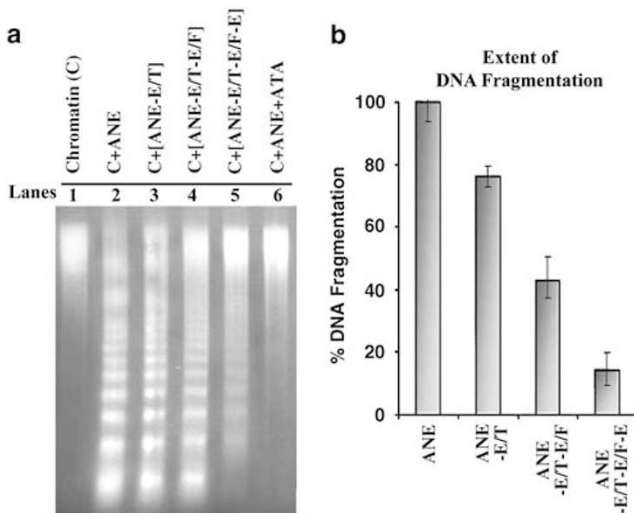 a
Chromatin (C)
C+ANE
C+[ANE-E/T]
C+[ANE-E/T-E/F]
C+[ANE-E/T-E/F-E]
C+ANE+ATA
Lanes 1 2 3 4 5 6
b
Extent of
DNA Fragmentation
% DNA Fragmentation
100
80
60
40
20
0
ANE
ANE
-E/T
ANE
-E/T-E/F
ANE
-E/T-E/F-E